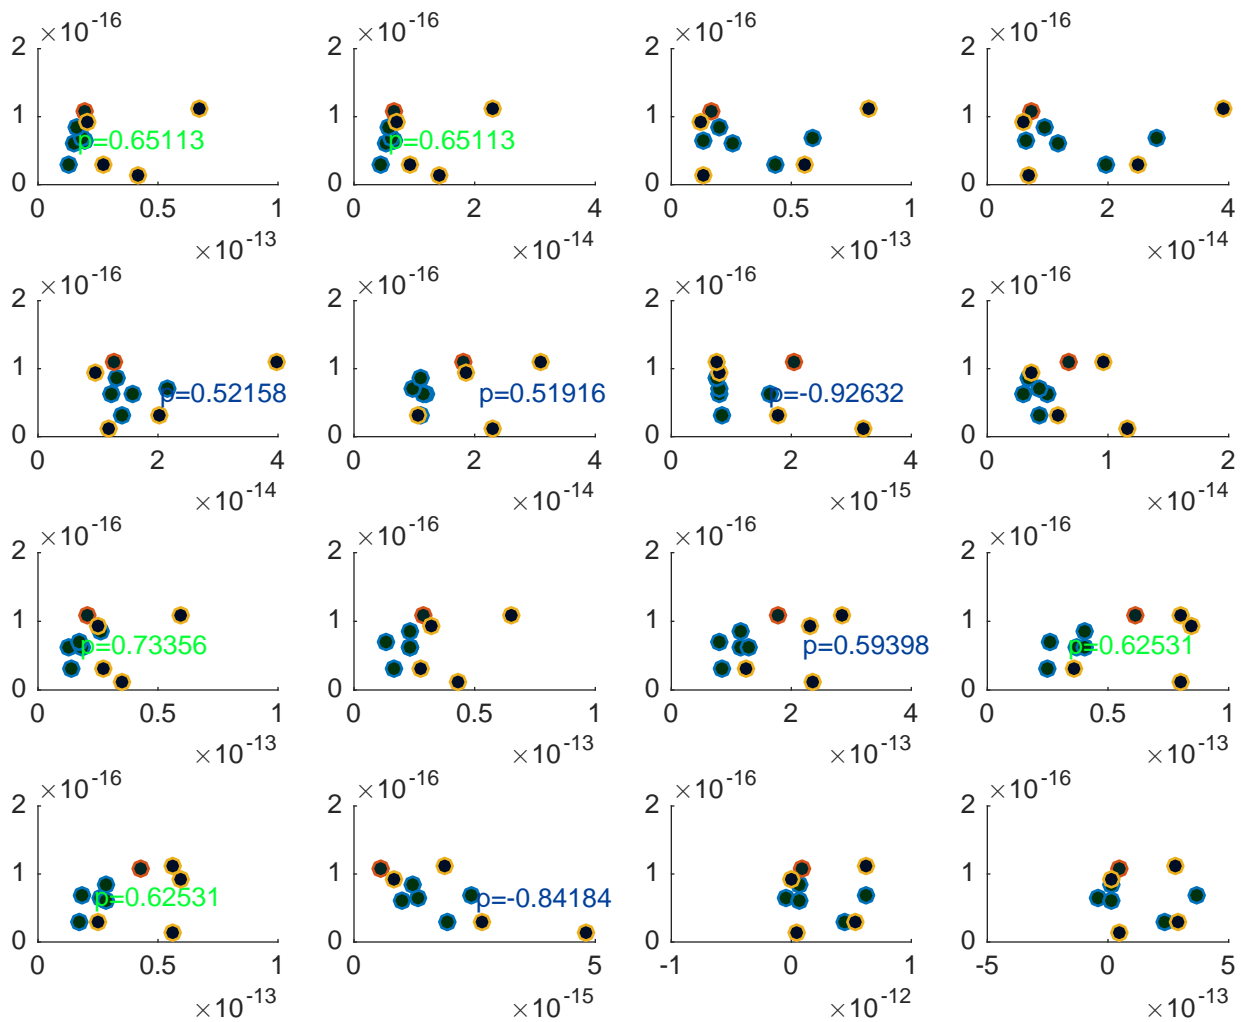 ×10-16 ×10-16 ×10-16 ×10-16
2 2 2 2
1 1 1 1
p=0.65113 p=0.65113
0 0 0 0
0 0.5 1 0 2 4 0 0.5 1 0 2 4
×10-13 ×10-14 ×10-13 ×10-14
×10-16 ×10-16 ×10-16 ×10-16
2 2 2 2
1 1 1 1
p=0.52158 p=0.51916 p=-0.92632
0 0 0 0
0 2 4 0 2 4 0 2 4 0 1 2
×10-14 ×10-14 ×10-15 ×10-14
×10-16 ×10-16 ×10-16 ×10-16
2 2 2 2
1 1 1 1
p=0.73356 p=0.59398 p=0.62531
0 0 0 0
0 0.5 1 0 0.5 1 0 2 4 0 0.5 1
×10-13 ×10-13 ×10-13 ×10-13
×10-16 ×10-16 ×10-16 ×10-16
2 2 2 2
1 1 1 1
p=0.62531 p=-0.84184
0 0 0 0
0 0.5 1 0 5 -1 0 1 -5 0 5
×10-13 ×10-15 ×10-12 ×10-13